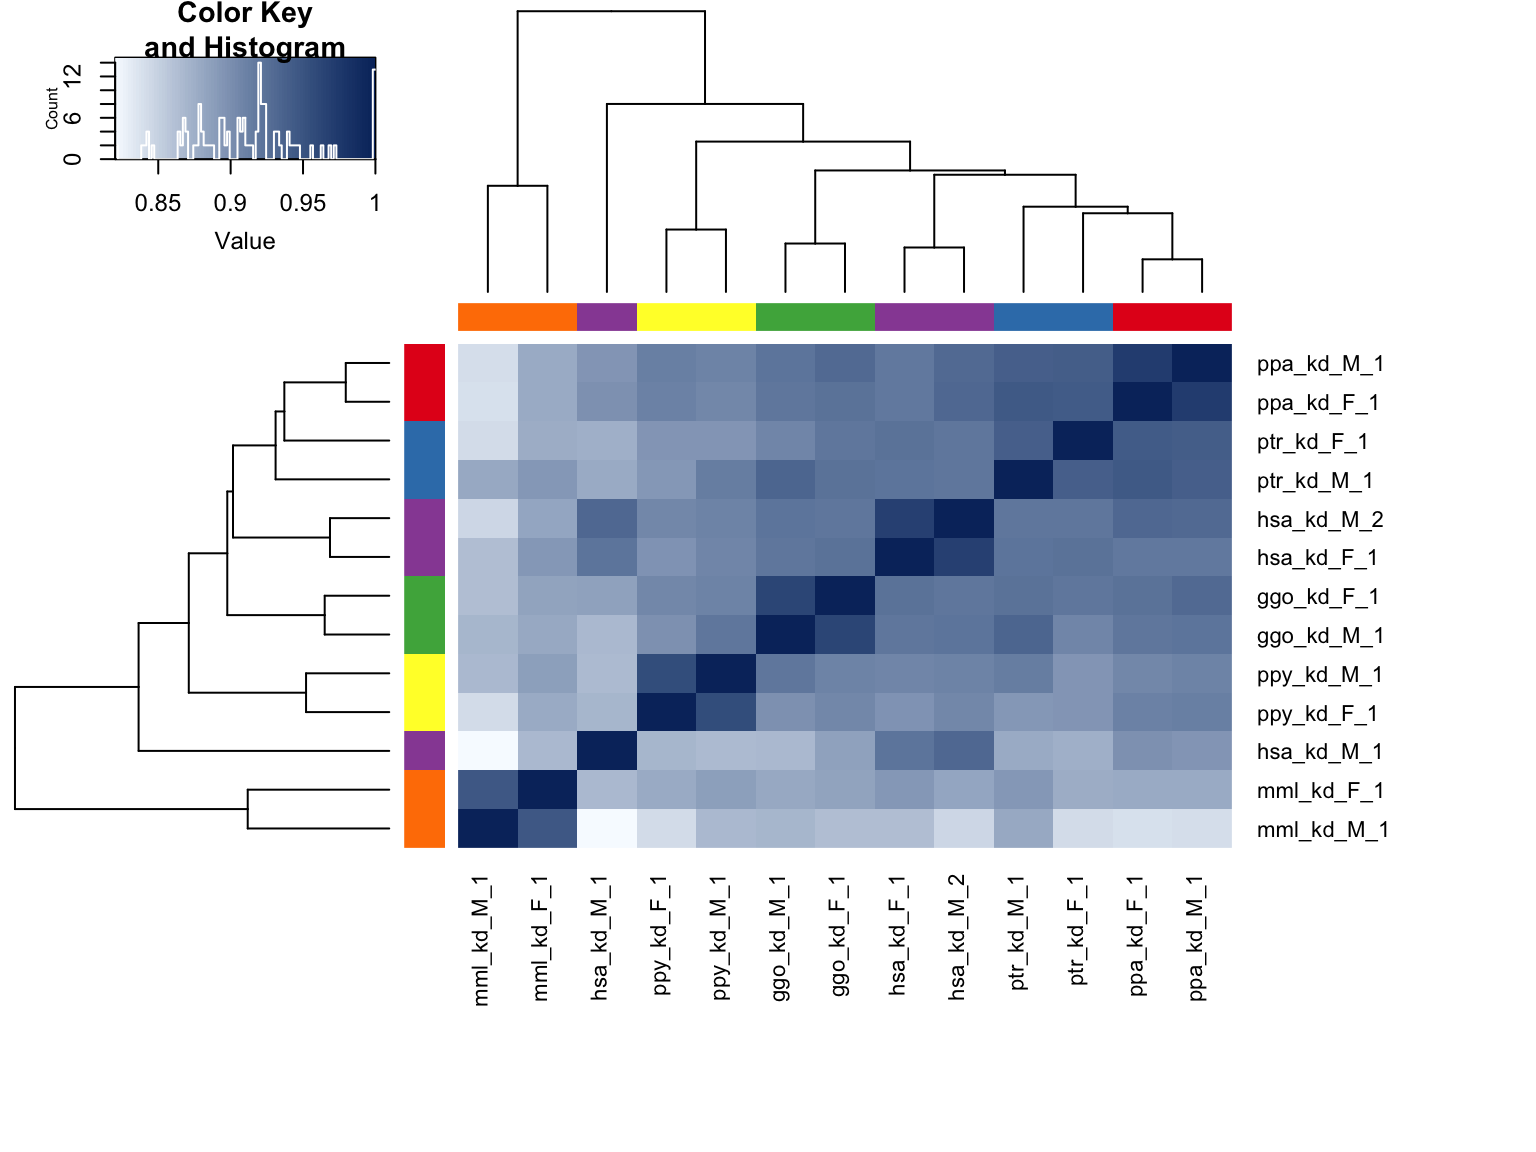 Color Key
and Histogram
Count
0 6 12
0.85 0.9 0.95 1
Value
ppa_kd_M_1
ppa_kd_F_1
ptr_kd_F_1
ptr_kd_M_1
hsa_kd_M_2
hsa_kd_F_1
ggo_kd_F_1
ggo_kd_M_1
ppy_kd_M_1
ppy_kd_F_1
hsa_kd_M_1
mml_kd_F_1
mml_kd_M_1
mml_kd_M_1
mml_kd_F_1
hsa_kd_M_1
ppy_kd_F_1
ppy_kd_M_1
ggo_kd_M_1
ggo_kd_F_1
hsa_kd_F_1
hsa_kd_M_2
ptr_kd_M_1
ptr_kd_F_1
ppa_kd_F_1
ppa_kd_M_1